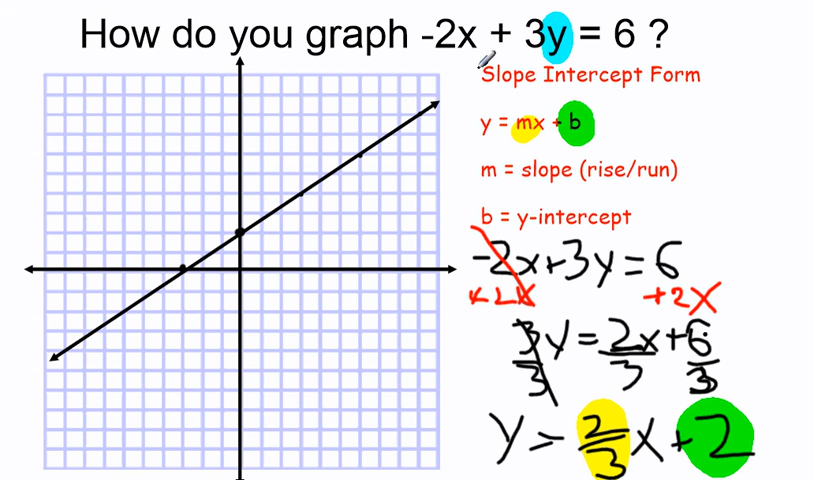 How do you graph -2x + 3y = 6 ?
Slope Intercept Form
y = mx + b
m = slope (rise/run)
b = y-intercept
-2x+3y=6
+2x +2x
3y = 2x + 6
3 3 3
y = 2/3 x + 2